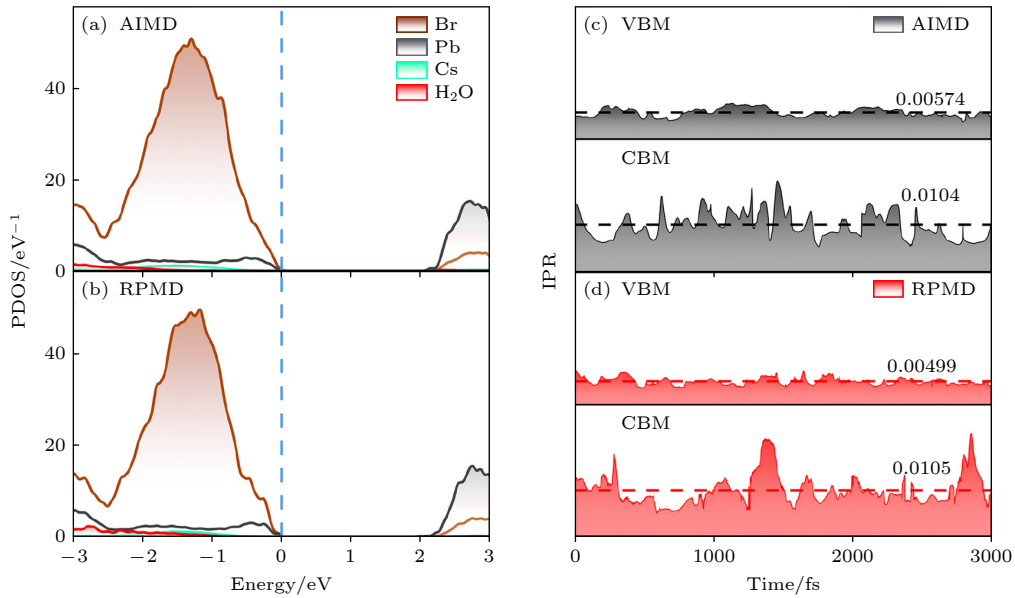 (a) AIMD
Br
Pb
Cs
H₂O
40
20
0
PDOS/eV⁻¹
(b) RPMD
40
20
0
−3
−2
−1
0
1
2
3
Energy/eV
(c) VBM
AIMD
0.00574
CBM
0.0104
IPR
(d) VBM
RPMD
0.00499
CBM
0.0105
0
1000
2000
3000
Time/fs